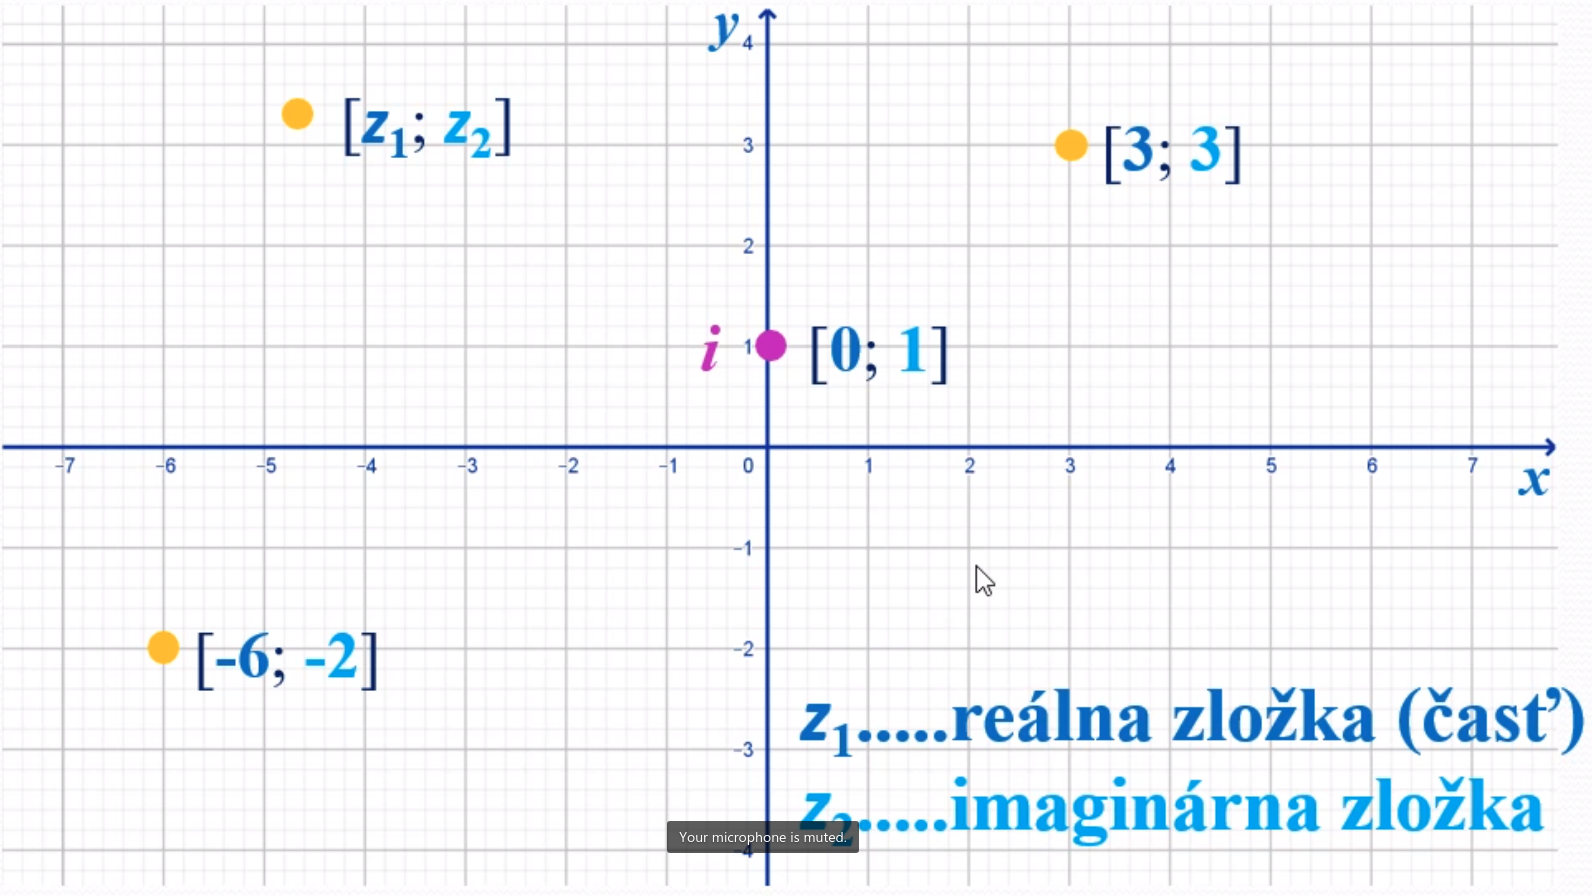 y
4
[z₁; z₂]
3
[3; 3]
2
i
1
[0; 1]
−7 −6 −5 −4 −3 −2 −1 0 1 2 3 4 5 6 7
x
−1
−2
[-6; -2]
z₁.....reálna zložka (časť)
−3
z₂.....imaginárna zložka
Your microphone is muted.
−4